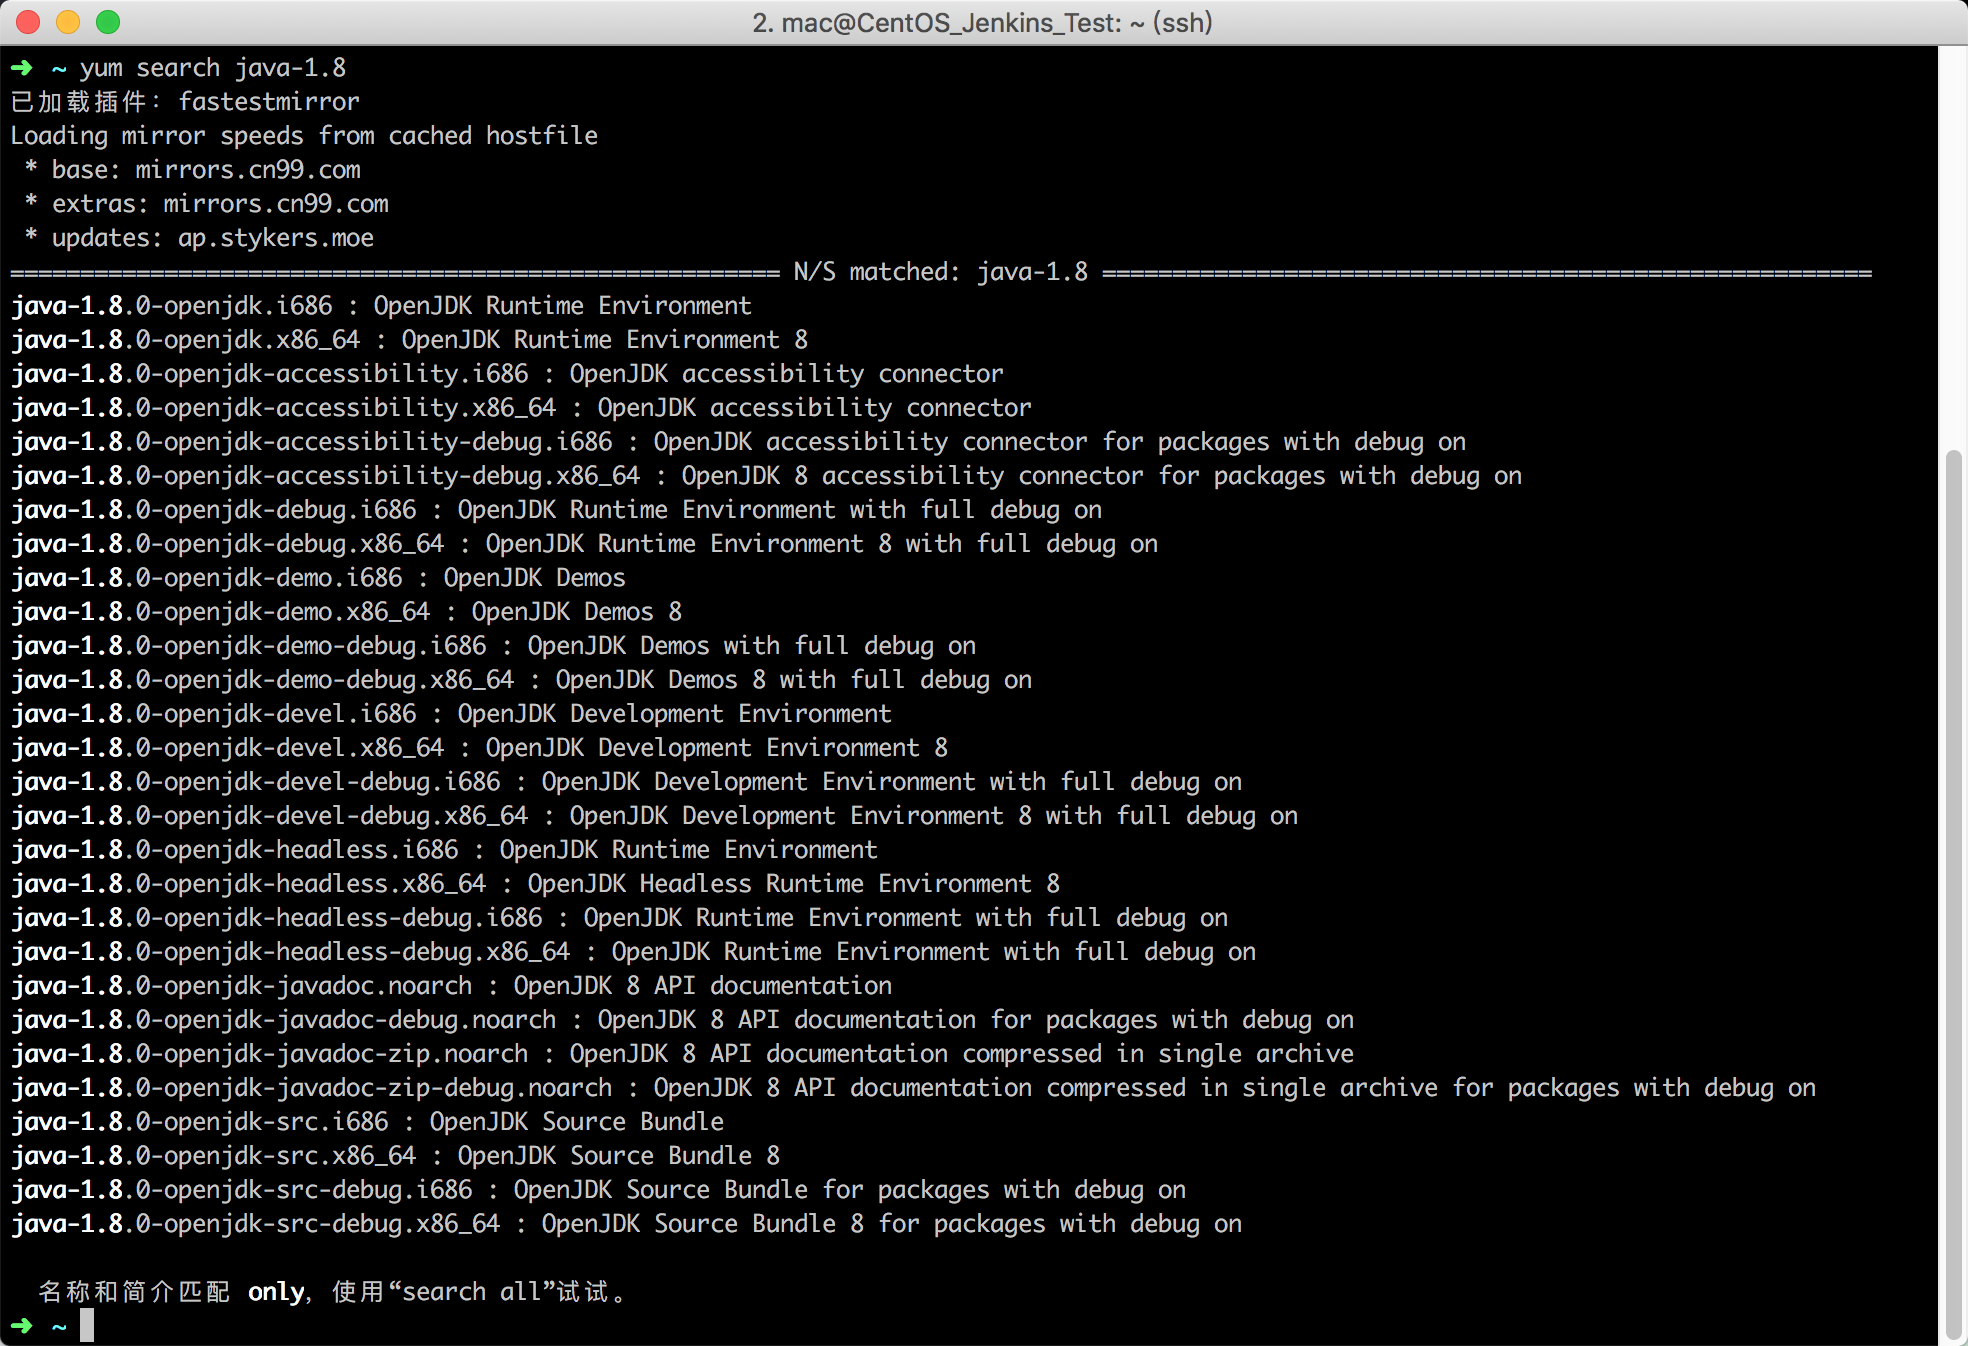 2. mac@CentOS_Jenkins_Test: ~ (ssh)
➜ ~ yum search java-1.8
已加载插件：fastestmirror
Loading mirror speeds from cached hostfile
* base: mirrors.cn99.com
* extras: mirrors.cn99.com
* updates: ap.stykers.moe
======================================================= N/S matched: java-1.8 =======================================================
java-1.8.0-openjdk.i686 : OpenJDK Runtime Environment
java-1.8.0-openjdk.x86_64 : OpenJDK Runtime Environment 8
java-1.8.0-openjdk-accessibility.i686 : OpenJDK accessibility connector
java-1.8.0-openjdk-accessibility.x86_64 : OpenJDK accessibility connector
java-1.8.0-openjdk-accessibility-debug.i686 : OpenJDK accessibility connector for packages with debug on
java-1.8.0-openjdk-accessibility-debug.x86_64 : OpenJDK 8 accessibility connector for packages with debug on
java-1.8.0-openjdk-debug.i686 : OpenJDK Runtime Environment with full debug on
java-1.8.0-openjdk-debug.x86_64 : OpenJDK Runtime Environment 8 with full debug on
java-1.8.0-openjdk-demo.i686 : OpenJDK Demos
java-1.8.0-openjdk-demo.x86_64 : OpenJDK Demos 8
java-1.8.0-openjdk-demo-debug.i686 : OpenJDK Demos with full debug on
java-1.8.0-openjdk-demo-debug.x86_64 : OpenJDK Demos 8 with full debug on
java-1.8.0-openjdk-devel.i686 : OpenJDK Development Environment
java-1.8.0-openjdk-devel.x86_64 : OpenJDK Development Environment 8
java-1.8.0-openjdk-devel-debug.i686 : OpenJDK Development Environment with full debug on
java-1.8.0-openjdk-devel-debug.x86_64 : OpenJDK Development Environment 8 with full debug on
java-1.8.0-openjdk-headless.i686 : OpenJDK Runtime Environment
java-1.8.0-openjdk-headless.x86_64 : OpenJDK Headless Runtime Environment 8
java-1.8.0-openjdk-headless-debug.i686 : OpenJDK Runtime Environment with full debug on
java-1.8.0-openjdk-headless-debug.x86_64 : OpenJDK Runtime Environment with full debug on
java-1.8.0-openjdk-javadoc.noarch : OpenJDK 8 API documentation
java-1.8.0-openjdk-javadoc-debug.noarch : OpenJDK 8 API documentation for packages with debug on
java-1.8.0-openjdk-javadoc-zip.noarch : OpenJDK 8 API documentation compressed in single archive
java-1.8.0-openjdk-javadoc-zip-debug.noarch : OpenJDK 8 API documentation compressed in single archive for packages with debug on
java-1.8.0-openjdk-src.i686 : OpenJDK Source Bundle
java-1.8.0-openjdk-src.x86_64 : OpenJDK Source Bundle 8
java-1.8.0-openjdk-src-debug.i686 : OpenJDK Source Bundle for packages with debug on
java-1.8.0-openjdk-src-debug.x86_64 : OpenJDK Source Bundle 8 for packages with debug on
名称和简介匹配 only，使用“search all”试试。
➜ ~